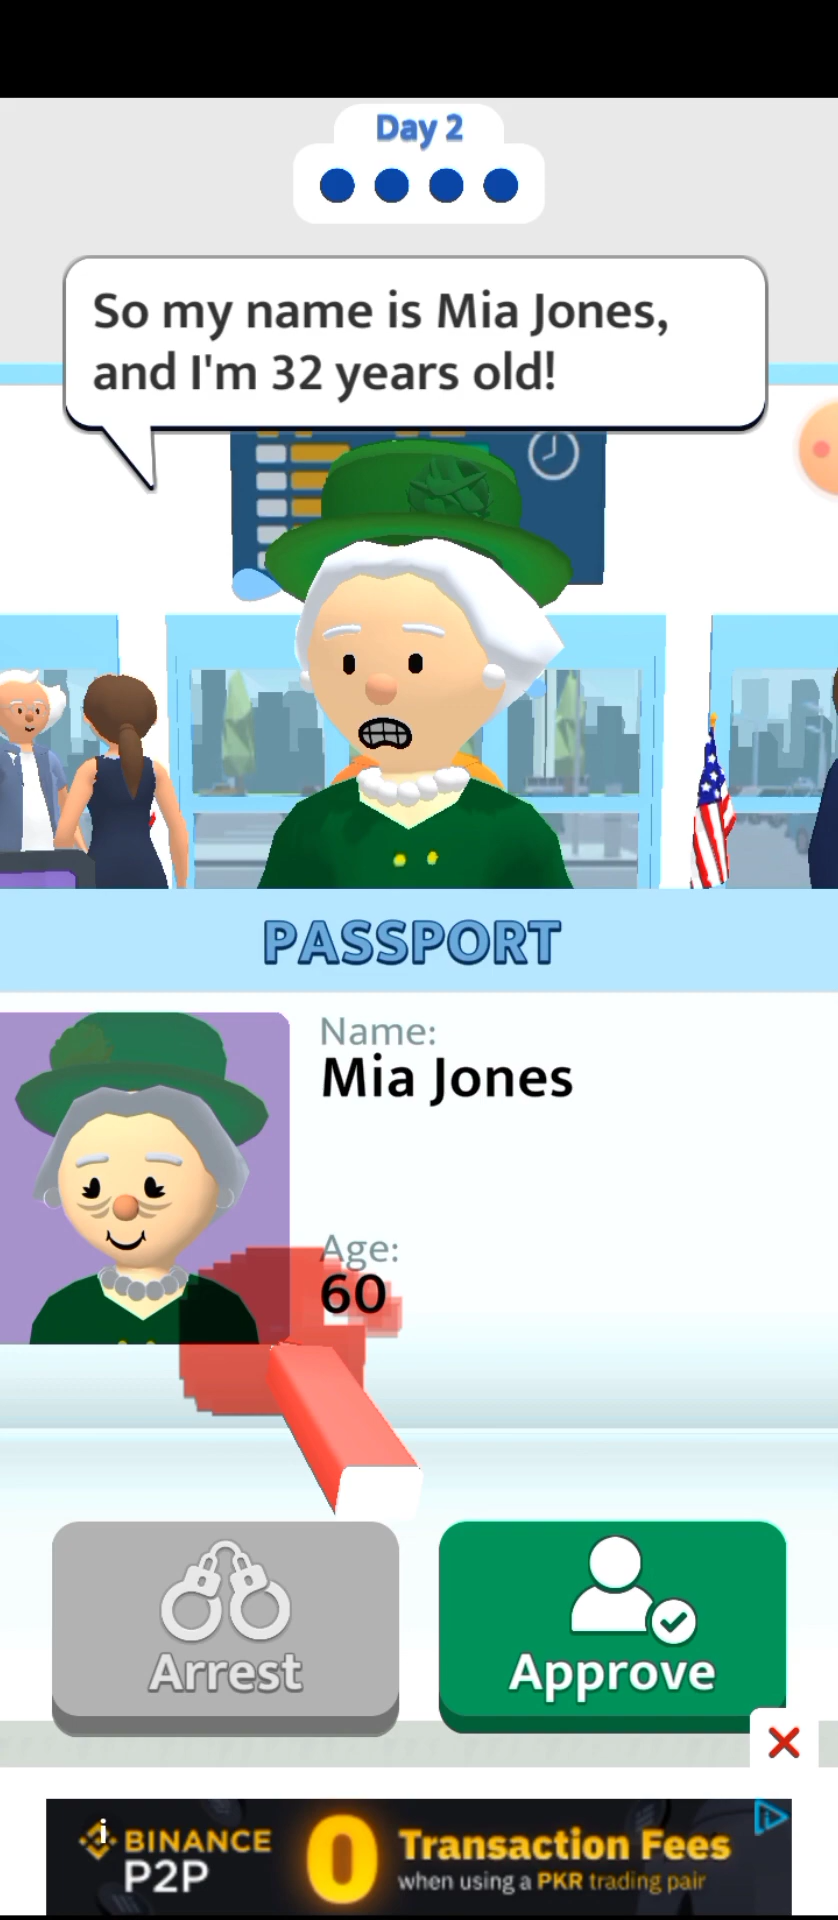 Day 2
So my name is Mia Jones,
and I'm 32 years old!
PASSPORT
Name:
Mia Jones
Age:
60
Arrest
Approve
BINANCE
P2P
0
Transaction Fees
when using a PKR trading pair